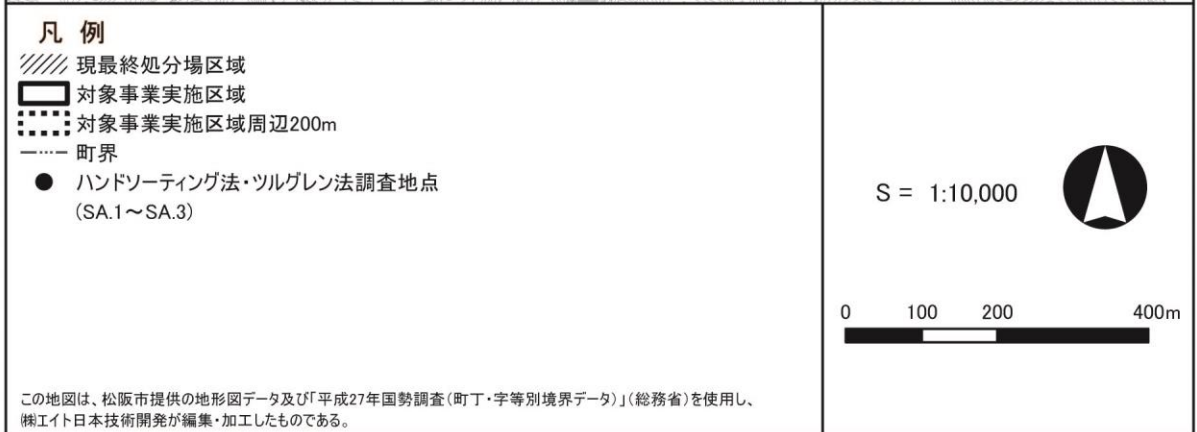 凡 例
現最終処分場区域
対象事業実施区域
対象事業実施区域周辺200m
町界
ハンドソーティング法・ツルグレン法調査地点
(SA.1～SA.3)
S = 1:10,000
0 100 200 400m
この地図は、松阪市提供の地形図データ及び「平成27年国勢調査(町丁・字等別境界データ)」(総務省)を使用し、
㈱エイト日本技術開発が編集・加工したものである。